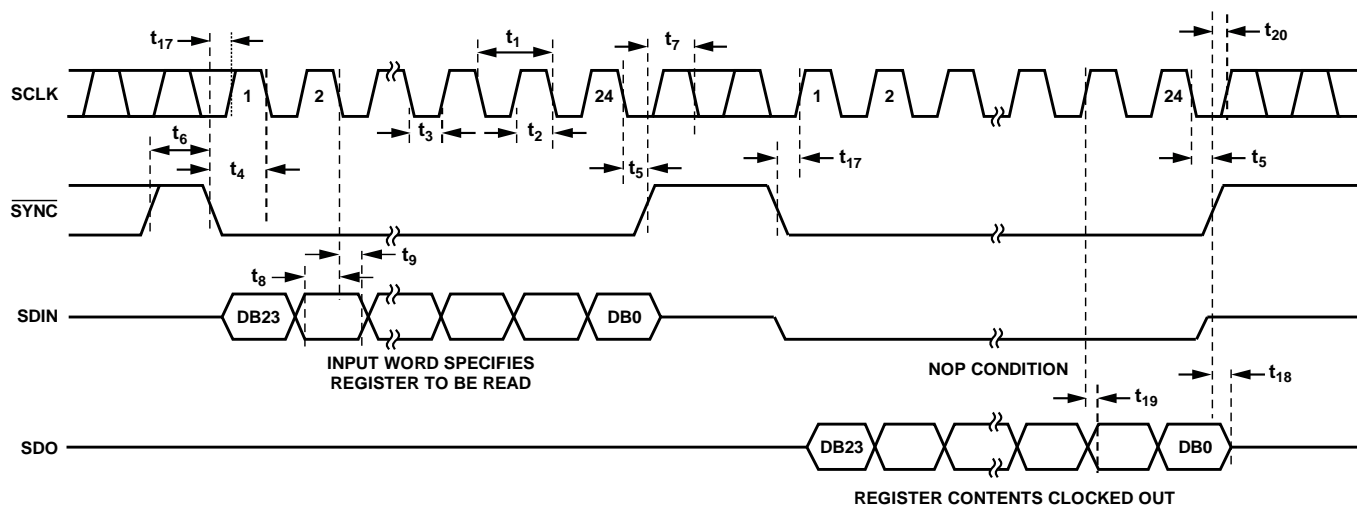 t17
t1
t7
t20
SCLK
1
2
24
1
2
24
t3
t2
t6
t4
t5
t17
t5
SYNC
t8
t9
SDIN
DB23
DB0
INPUT WORD SPECIFIES
REGISTER TO BE READ
NOP CONDITION
t18
t19
SDO
DB23
DB0
REGISTER CONTENTS CLOCKED OUT